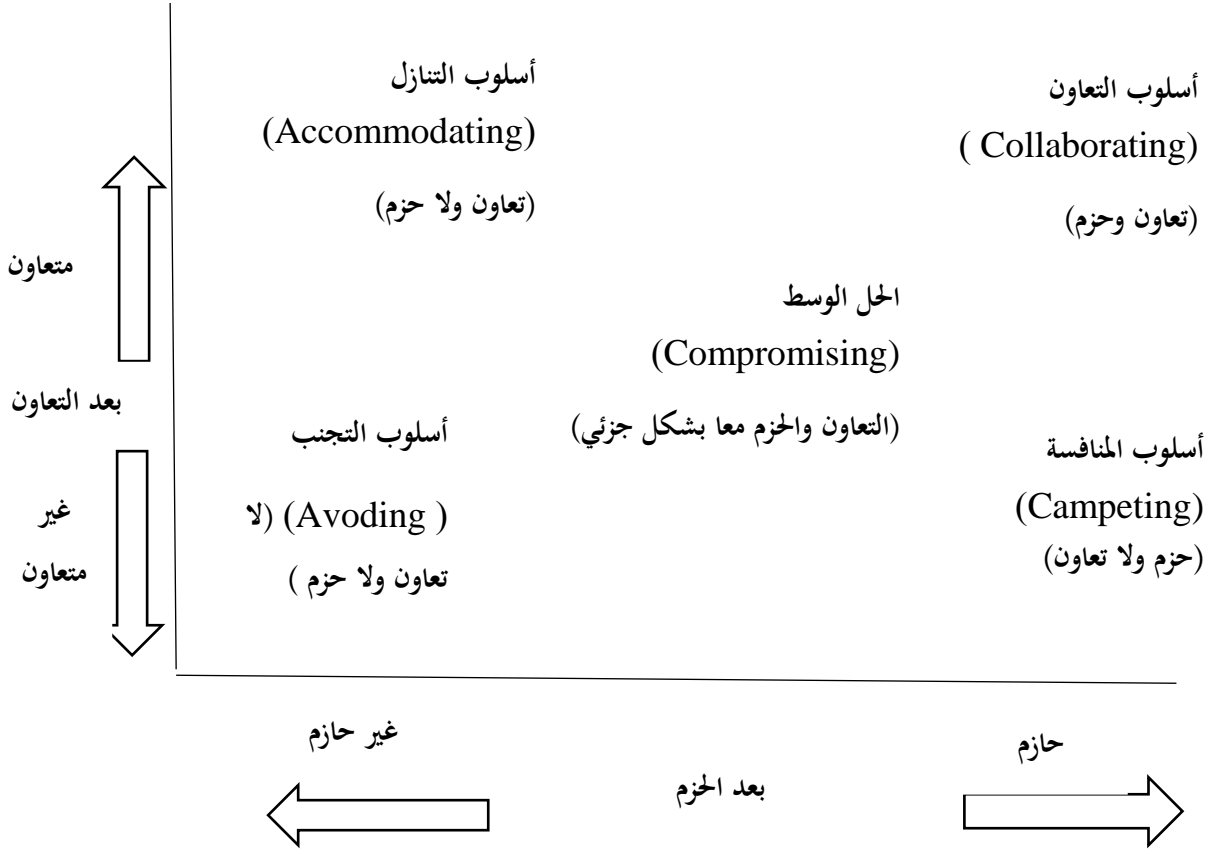 أسلوب التعاون
( Collaborating)
(تعاون وحزم)
أسلوب التنازل
(Accommodating)
(تعاون ولا حزم)
متعاون
الحل الوسط
(Compromising)
(التعاون والحزم معا بشكل جزئي)
بعد التعاون
أسلوب المنافسة
(Campeting)
(حزم ولا تعاون)
أسلوب التجنب
(Avoding ) (لا
تعاون ولا حزم )
غير
متعاون
حازم
بعد الحزم
غير حازم